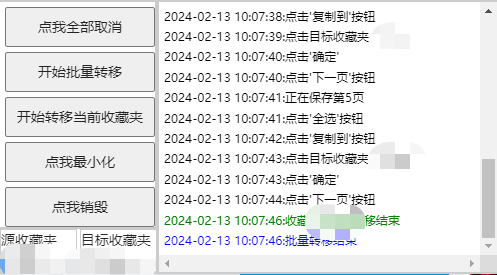 点我全部取消
开始批量转移
开始转移当前收藏夹
点我最小化
点我销毁
源收藏夹
目标收藏夹
2024-02-13 10:07:38:点击'复制到'按钮
2024-02-13 10:07:39:点击目标收藏夹
2024-02-13 10:07:40:点击'确定'
2024-02-13 10:07:40:点击'下一页'按钮
2024-02-13 10:07:41:正在保存第5页
2024-02-13 10:07:41:点击'全选'按钮
2024-02-13 10:07:42:点击'复制到'按钮
2024-02-13 10:07:43:点击目标收藏夹
2024-02-13 10:07:43:点击'确定'
2024-02-13 10:07:44:点击'下一页'按钮
2024-02-13 10:07:46:收藏 移结束
2024-02-13 10:07:46:批量转移结束